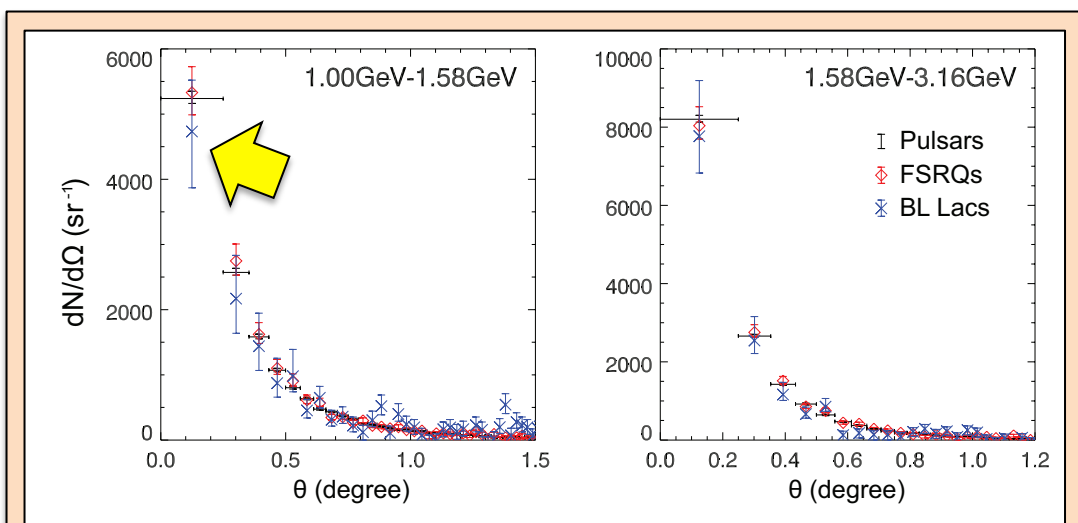 1.00GeV-1.58GeV
dN/dΩ (sr⁻¹)
6000
4000
2000
0
0.0 0.5 1.0 1.5
θ (degree)
1.58GeV-3.16GeV
Pulsars
FSRQs
BL Lacs
10000
8000
6000
4000
2000
0
0.0 0.2 0.4 0.6 0.8 1.0 1.2
θ (degree)